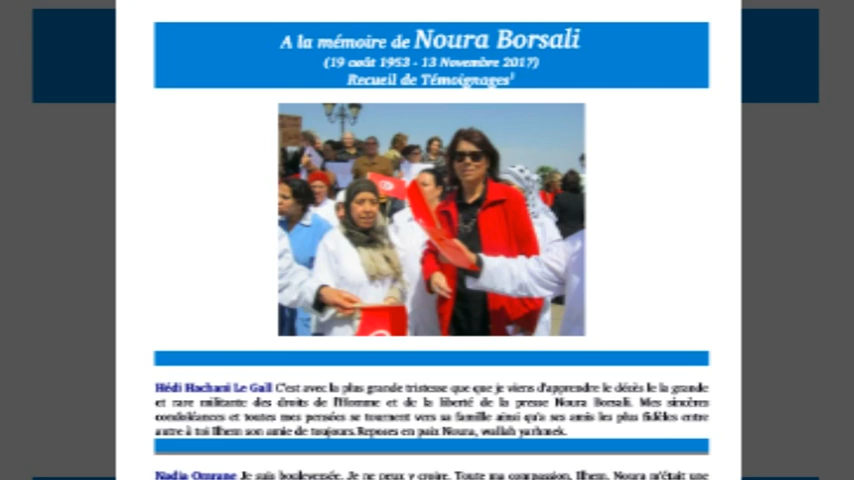 A la mémoire de Noura Borsali
(19 août 1953 - 13 Novembre 2017)
Recueil de Témoignages¹
Hédi Hachani Le Gall C'est avec la plus grande tristesse que que je viens d'apprendre le décès le la grande
et rare militante des droits de l'Homme et de la liberté de la presse Noura Borsali. Mes sincères
condoléances et toutes mes pensées se tournent vers sa famille ainsi qu'a ses amis les plus fidèles entre
autre à toi Ilhem son amie de toujours.Reposes en paix Noura, wallah yarhmek.
Nadia Omrane Je suis bouleversée. Je ne peux y croire. Toute ma compassion, Ilhem. Noura m'était une